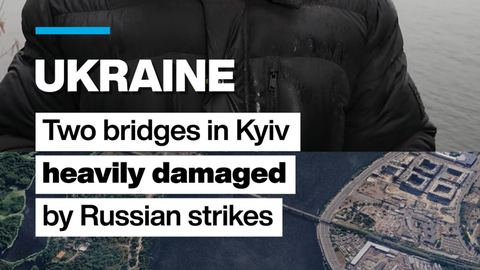 UKRAINE
Two bridges in Kyiv
heavily damaged
by Russian strikes